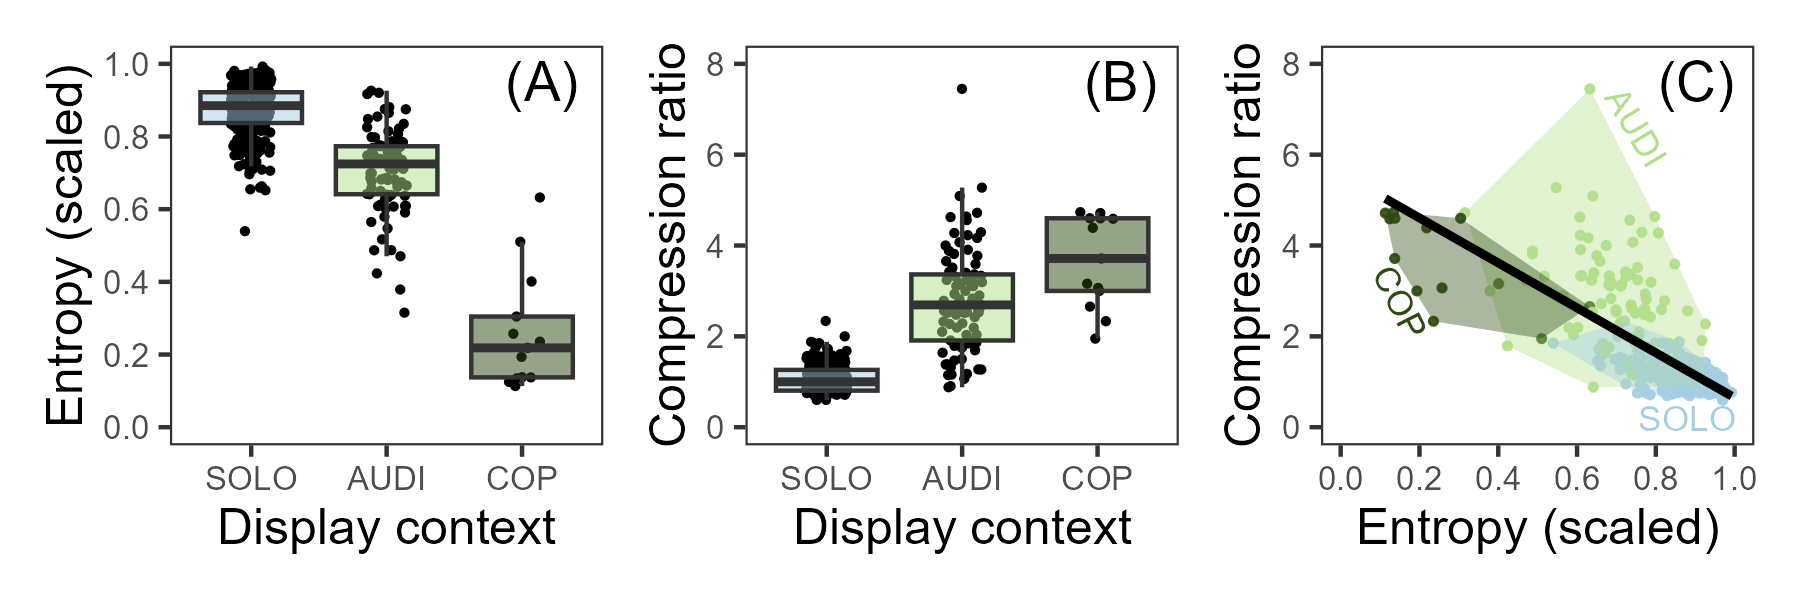 Entropy (scaled)
1.0
0.8
0.6
0.4
0.2
0.0
(A)
SOLO AUDI COP
Display context
Compression ratio
8
6
4
2
0
(B)
SOLO AUDI COP
Display context
Compression ratio
8
6
4
2
0
(C)
AUDI
COP
SOLO
0.0 0.2 0.4 0.6 0.8 1.0
Entropy (scaled)